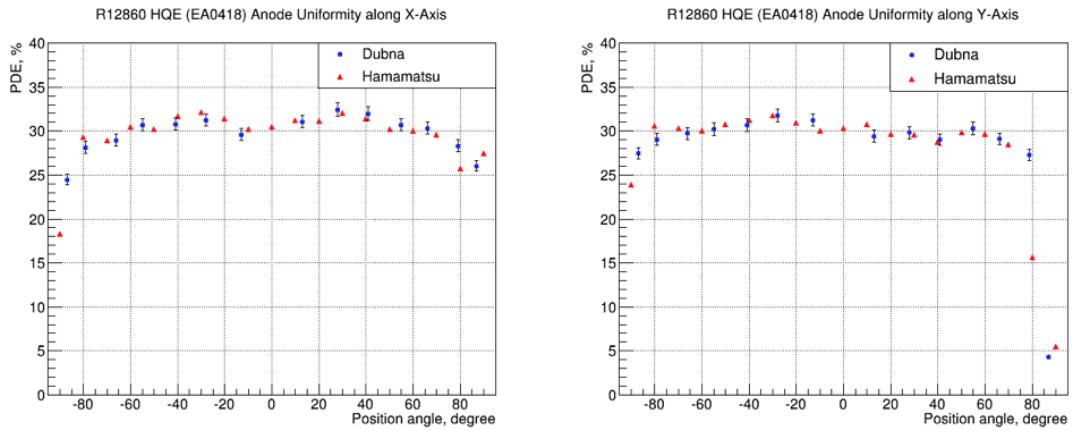 R12860 HQE (EA0418) Anode Uniformity along X-Axis
PDE, %
40
35
30
25
20
15
10
5
0
Dubna
Hamamatsu
-80 -60 -40 -20 0 20 40 60 80
Position angle, degree
R12860 HQE (EA0418) Anode Uniformity along Y-Axis
PDE, %
40
35
30
25
20
15
10
5
0
Dubna
Hamamatsu
-80 -60 -40 -20 0 20 40 60 80
Position angle, degree